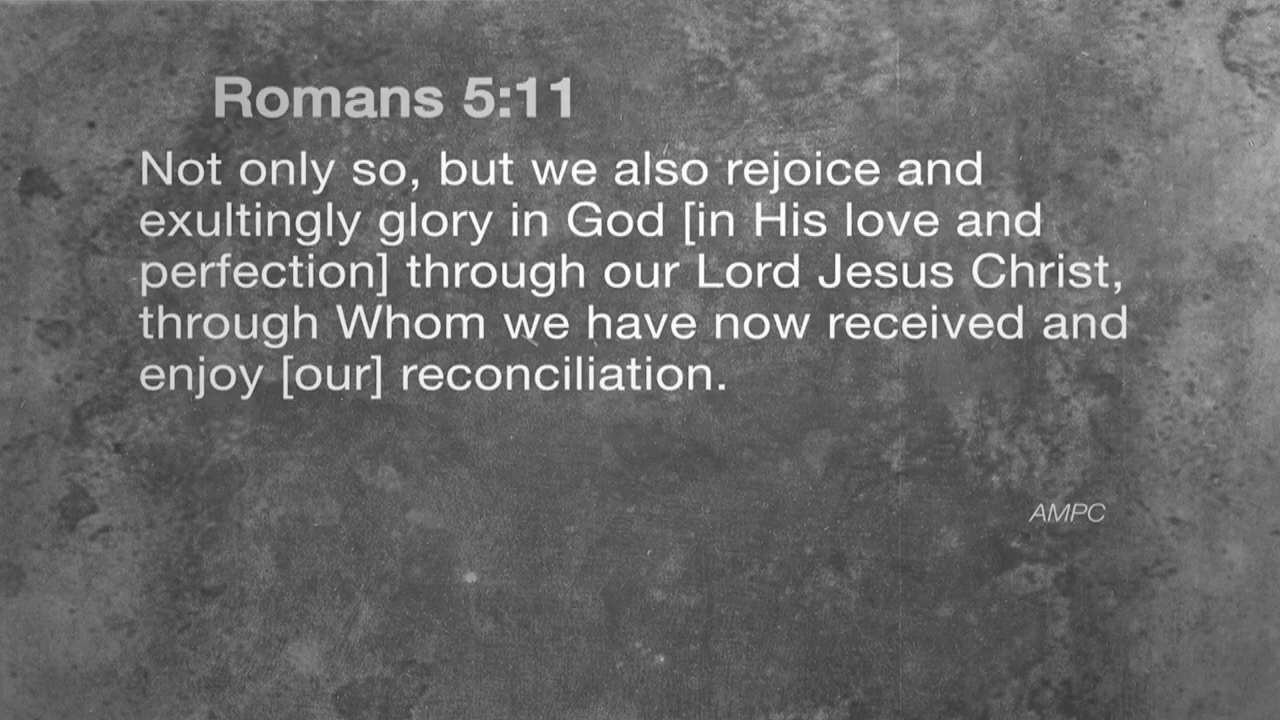 Romans 5:11
Not only so, but we also rejoice and
exultingly glory in God [in His love and
perfection] through our Lord Jesus Christ,
through Whom we have now received and
enjoy [our] reconciliation.
AMPC